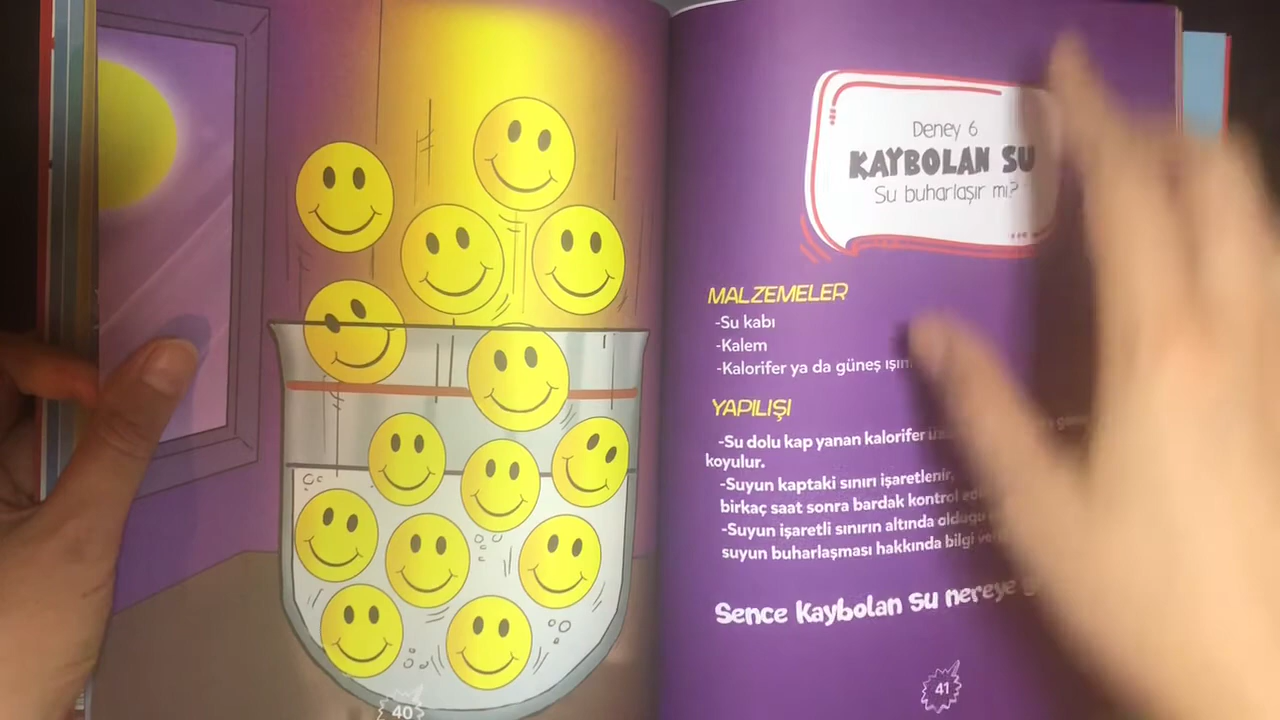 Deney 6
KAYBOLAN SU
Su buharlaşır mı?
MALZEMELER
-Su kabı
-Kalem
-Kalorifer ya da güneş
YAPILIŞI
-Su dolu kap yanan kalorifer
koyulur.
-Suyun kaptaki sınırı işaretlenir,
birkaç saat sonra bardak kontrol
-Suyun işaretli sınırın altında olduğu
suyun buharlaşması hakkında bilgi
Sence Kaybolan su nereye
40
41